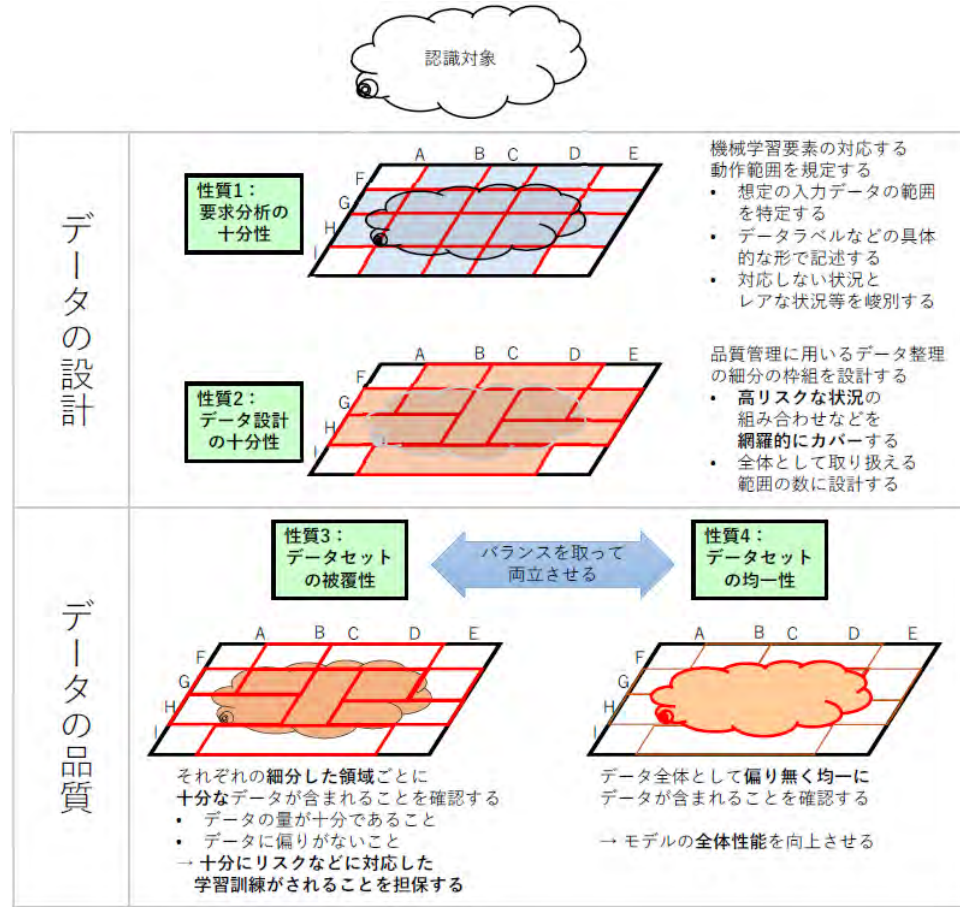 認識対象
データの設計
性質1：
要求分析の
十分性
A B C D E
F
G
H
I
機械学習要素の対応する
動作範囲を規定する
• 想定の入力データの範囲
を特定する
• データラベルなどの具体
的な形で記述する
• 対応しない状況と
レアな状況等を峻別する
性質2：
データ設計
の十分性
A B C D E
F
G
H
I
品質管理に用いるデータ整理
の細分の枠組を設計する
• 高リスクな状況の
組み合わせなどを
網羅的にカバーする
• 全体として取り扱える
範囲の数に設計する
データの品質
性質3：
データセット
の被覆性
バランスを取って
両立させる
性質4：
データセット
の均一性
A B C D E
F
G
H
I
A B C D E
F
G
H
I
それぞれの細分した領域ごとに
十分なデータが含まれることを確認する
• データの量が十分であること
• データに偏りがないこと
→ 十分にリスクなどに対応した
学習訓練がされることを担保する
データ全体として偏り無く均一に
データが含まれることを確認する
→ モデルの全体性能を向上させる